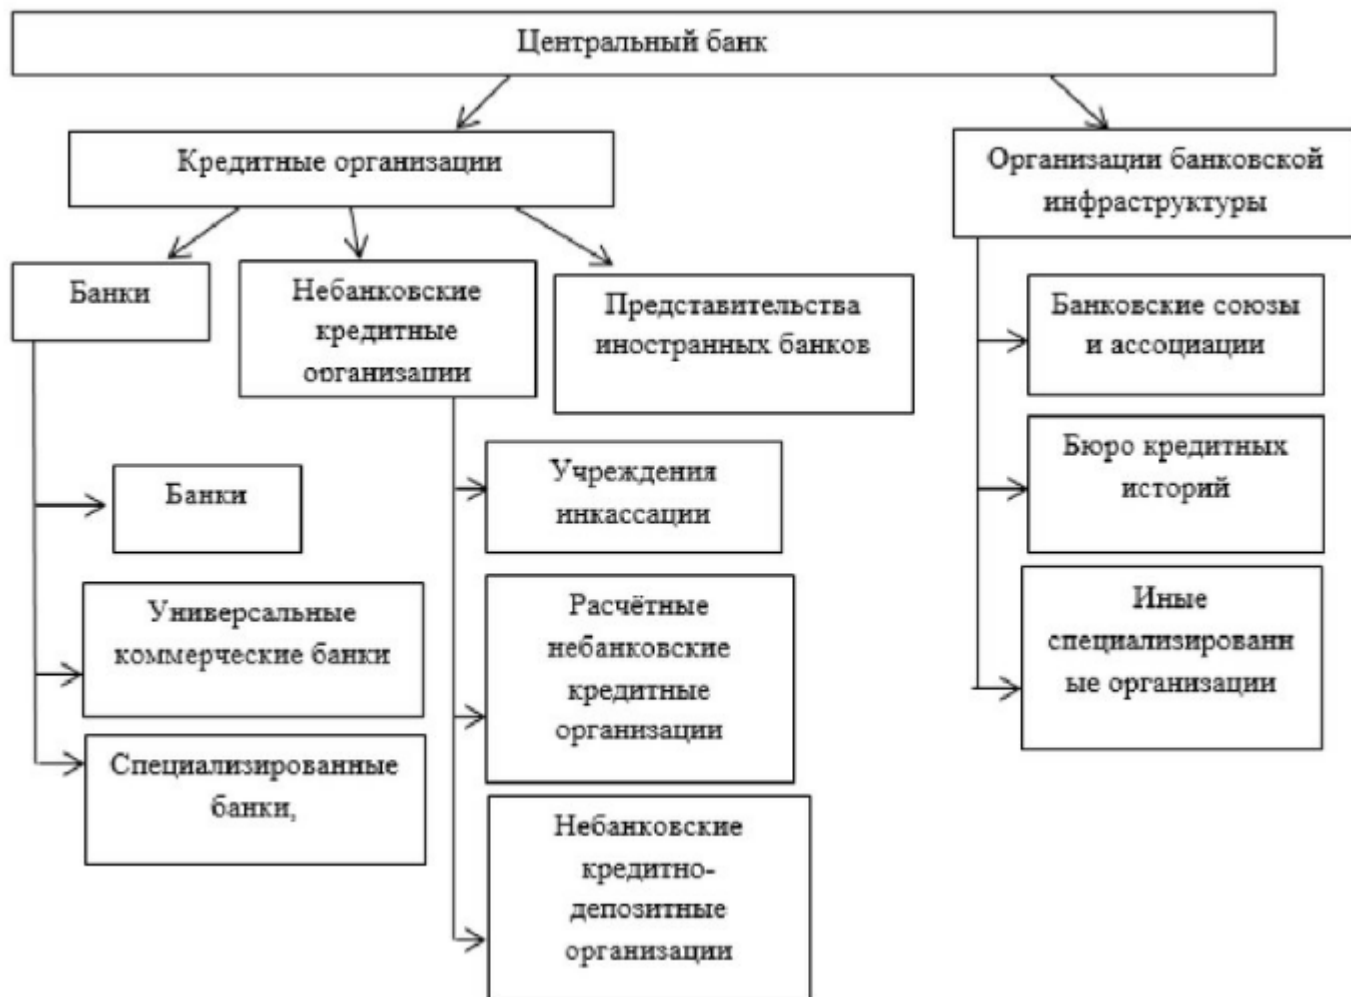 Центральный банк
Кредитные организации
Организации банковской
инфраструктуры
Банки
Небанковские
кредитные
организации
Представительства
иностранных банков
Банковские союзы
и ассоциации
Банки
Учреждения
инкассации
Бюро кредитных
историй
Универсальные
коммерческие банки
Расчётные
небанковские
кредитные
организации
Иные
специализированн
ые организации
Специализированные
банки,
Небанковские
кредитно-
депозитные
организации